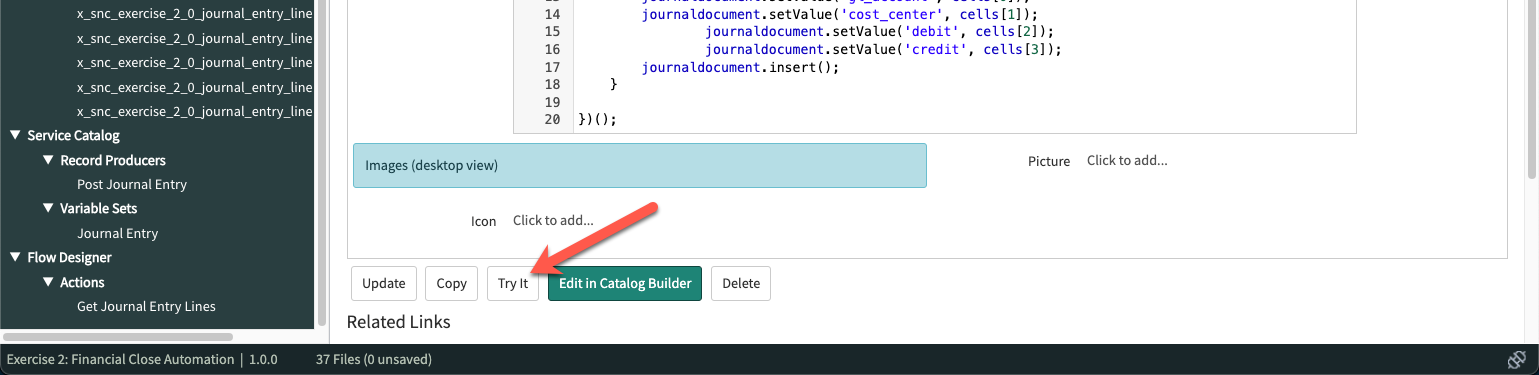 x_snc_exercise_2_0_journal_entry_line
x_snc_exercise_2_0_journal_entry_line
x_snc_exercise_2_0_journal_entry_line
x_snc_exercise_2_0_journal_entry_line
x_snc_exercise_2_0_journal_entry_line
Service Catalog
Record Producers
Post Journal Entry
Variable Sets
Journal Entry
Flow Designer
Actions
Get Journal Entry Lines
14 journaldocument.setValue('cost_center', cells[1]);
15 journaldocument.setValue('debit', cells[2]);
16 journaldocument.setValue('credit', cells[3]);
17 journaldocument.insert();
18 }
19
20 })();
Images (desktop view)
Picture Click to add...
Icon Click to add...
Update Copy Try It Edit in Catalog Builder Delete
Related Links
Exercise 2: Financial Close Automation | 1.0.0 37 Files (0 unsaved)